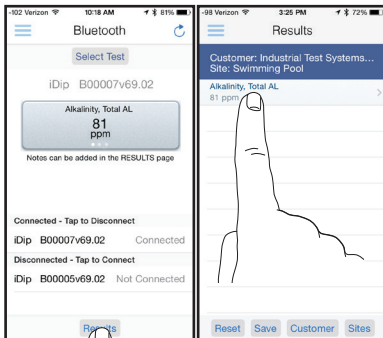 -102 Verizon 10:18 AM 81%
Bluetooth
Select Test
iDip B00007v69.02
Alkalinity, Total AL
81
ppm
Notes can be added in the RESULTS page
Connected - Tap to Disconnect
iDip B00007v69.02 Connected
Disconnected - Tap to Connect
iDip B00005v69.02 Not Connected
Results
-98 Verizon 3:25 PM 72%
Results
Customer: Industrial Test Systems...
Site: Swimming Pool
Alkalinity, Total AL
81 ppm
Reset Save Customer Sites